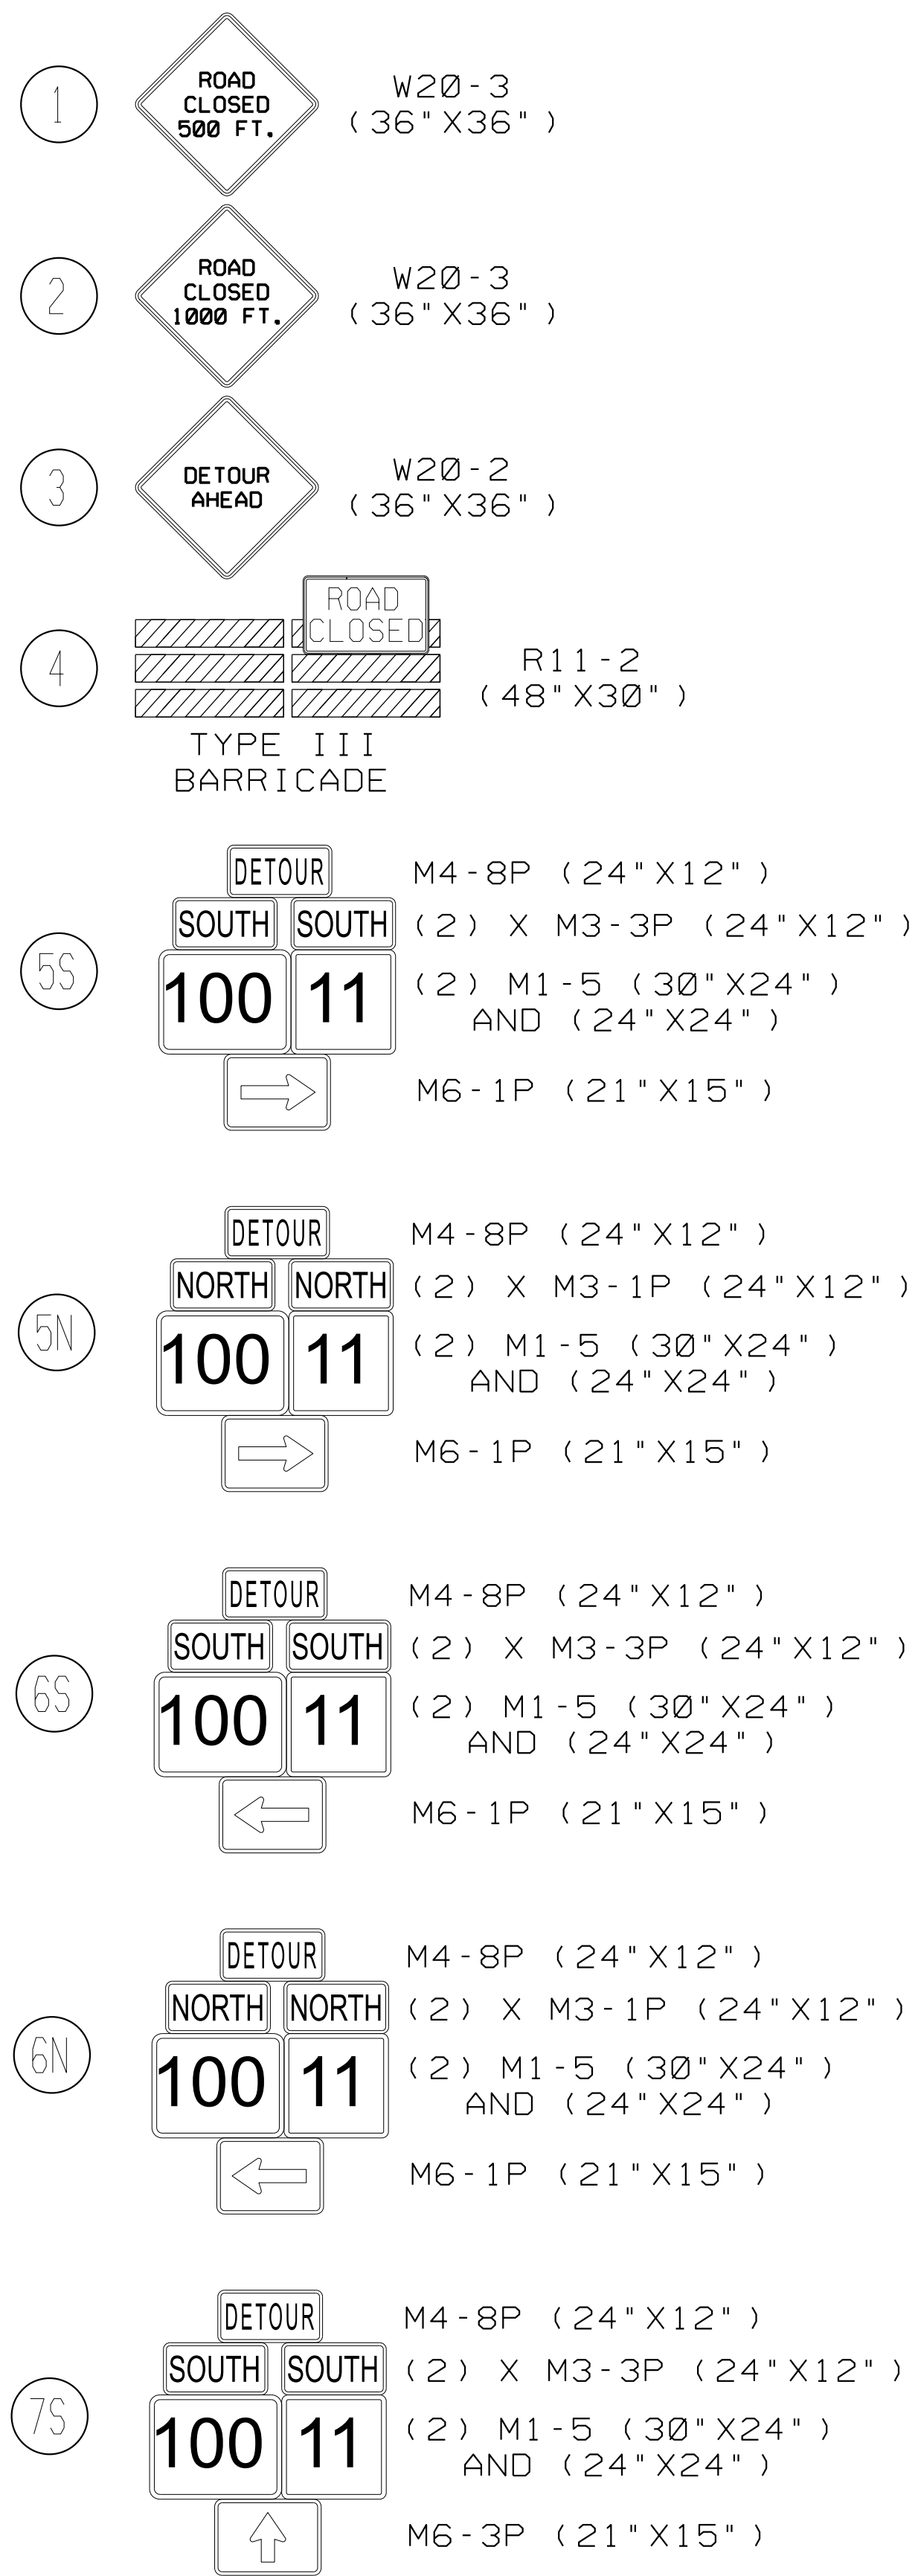 1
ROAD
CLOSED
500 FT.
W20-3
(36"X36")
2
ROAD
CLOSED
1000 FT.
W20-3
(36"X36")
3
DETOUR
AHEAD
W20-2
(36"X36")
4
ROAD
CLOSED
R11-2
(48"X30")
TYPE III
BARRICADE
5S
DETOUR
M4-8P (24"X12")
SOUTH SOUTH
(2) X M3-3P (24"X12")
100 11
(2) M1-5 (30"X24")
AND (24"X24")
M6-1P (21"X15")
5N
DETOUR
M4-8P (24"X12")
NORTH NORTH
(2) X M3-1P (24"X12")
100 11
(2) M1-5 (30"X24")
AND (24"X24")
M6-1P (21"X15")
6S
DETOUR
M4-8P (24"X12")
SOUTH SOUTH
(2) X M3-3P (24"X12")
100 11
(2) M1-5 (30"X24")
AND (24"X24")
M6-1P (21"X15")
6N
DETOUR
M4-8P (24"X12")
NORTH NORTH
(2) X M3-1P (24"X12")
100 11
(2) M1-5 (30"X24")
AND (24"X24")
M6-1P (21"X15")
7S
DETOUR
M4-8P (24"X12")
SOUTH SOUTH
(2) X M3-3P (24"X12")
100 11
(2) M1-5 (30"X24")
AND (24"X24")
M6-3P (21"X15")